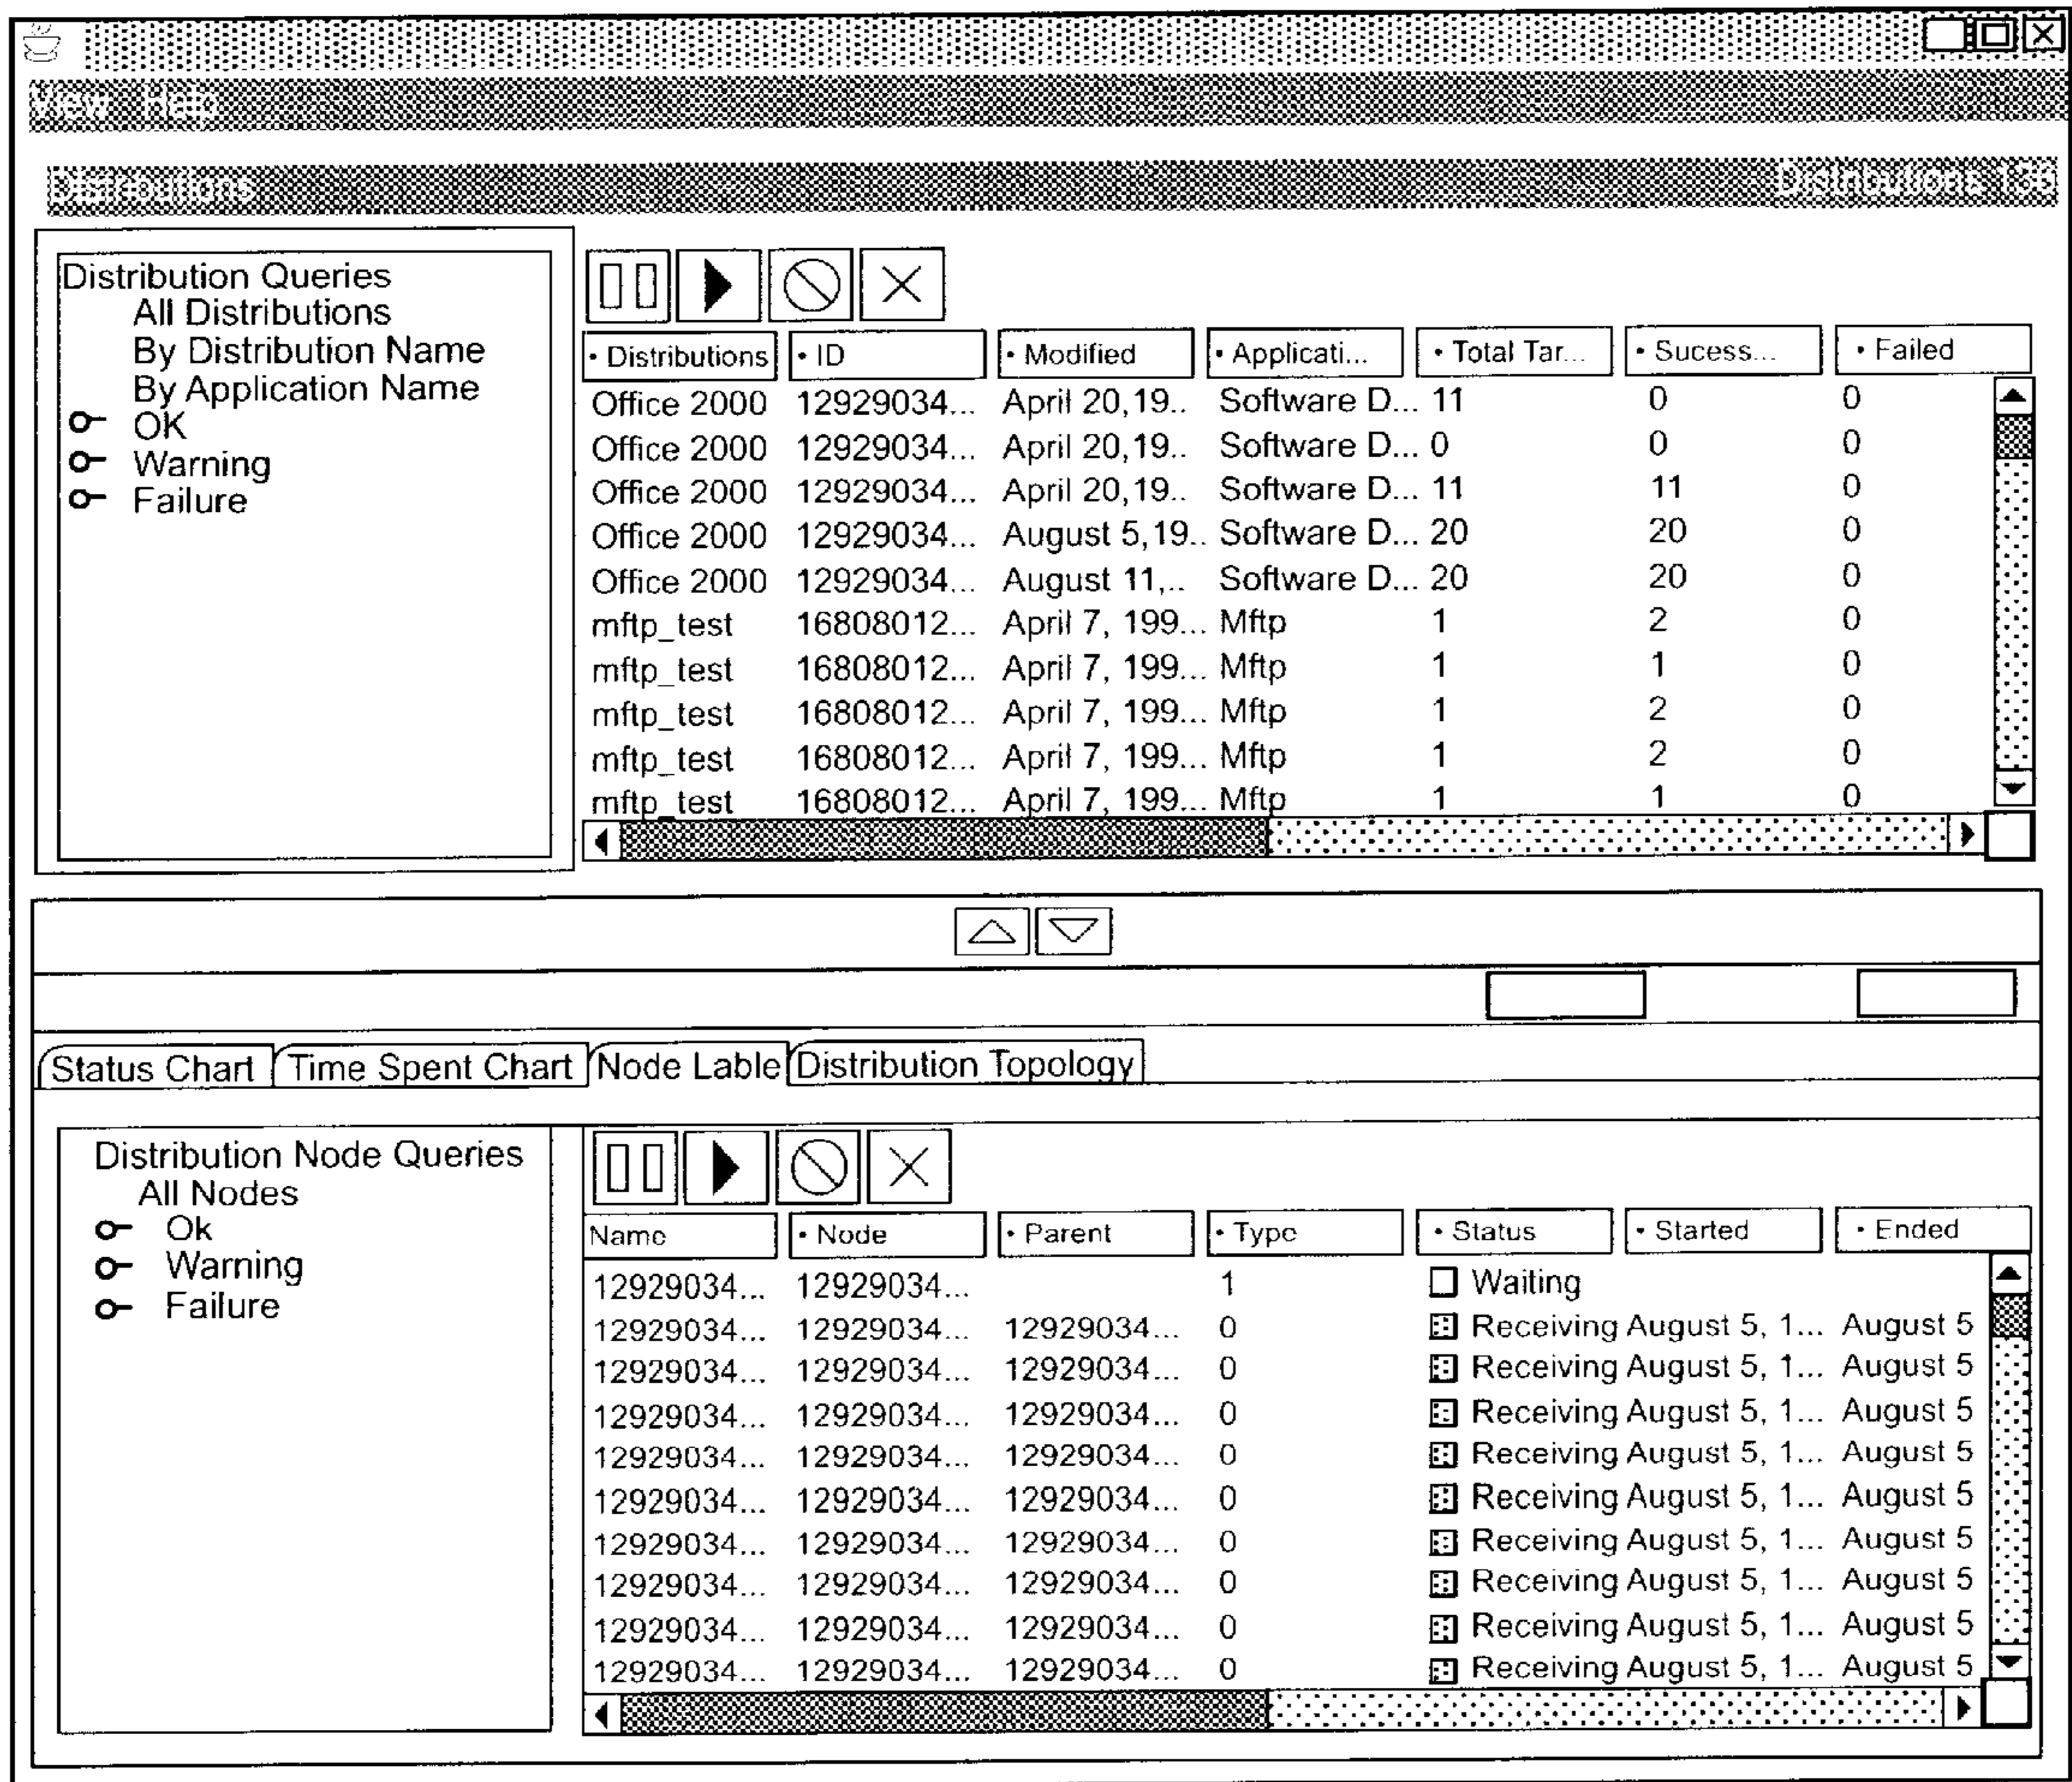 View Help
Distributions Distributions 136
Distribution Queries
All Distributions
By Distribution Name
By Application Name
OK
Warning
Failure
• Distributions • ID • Modified • Applicati... • Total Tar... • Sucess... • Failed
Office 2000 12929034... April 20,19.. Software D... 11 0 0
Office 2000 12929034... April 20,19.. Software D... 0 0 0
Office 2000 12929034... April 20,19.. Software D... 11 11 0
Office 2000 12929034... August 5,19.. Software D... 20 20 0
Office 2000 12929034... August 11,.. Software D... 20 20 0
mftp_test 16808012... April 7, 199... Mftp 1 2 0
mftp_test 16808012... April 7, 199... Mftp 1 1 0
mftp_test 16808012... April 7, 199... Mftp 1 2 0
mftp_test 16808012... April 7, 199... Mftp 1 2 0
mftp_test 16808012... April 7, 199... Mftp 1 1 0
Status Chart Time Spent Chart Node Lable Distribution Topology
Distribution Node Queries
All Nodes
Ok
Warning
Failure
Name • Node • Parent • Type • Status • Started • Ended
12929034... 12929034... 1 Waiting
12929034... 12929034... 12929034... 0 Receiving August 5, 1... August 5
12929034... 12929034... 12929034... 0 Receiving August 5, 1... August 5
12929034... 12929034... 12929034... 0 Receiving August 5, 1... August 5
12929034... 12929034... 12929034... 0 Receiving August 5, 1... August 5
12929034... 12929034... 12929034... 0 Receiving August 5, 1... August 5
12929034... 12929034... 12929034... 0 Receiving August 5, 1... August 5
12929034... 12929034... 12929034... 0 Receiving August 5, 1... August 5
12929034... 12929034... 12929034... 0 Receiving August 5, 1... August 5
12929034... 12929034... 12929034... 0 Receiving August 5, 1... August 5